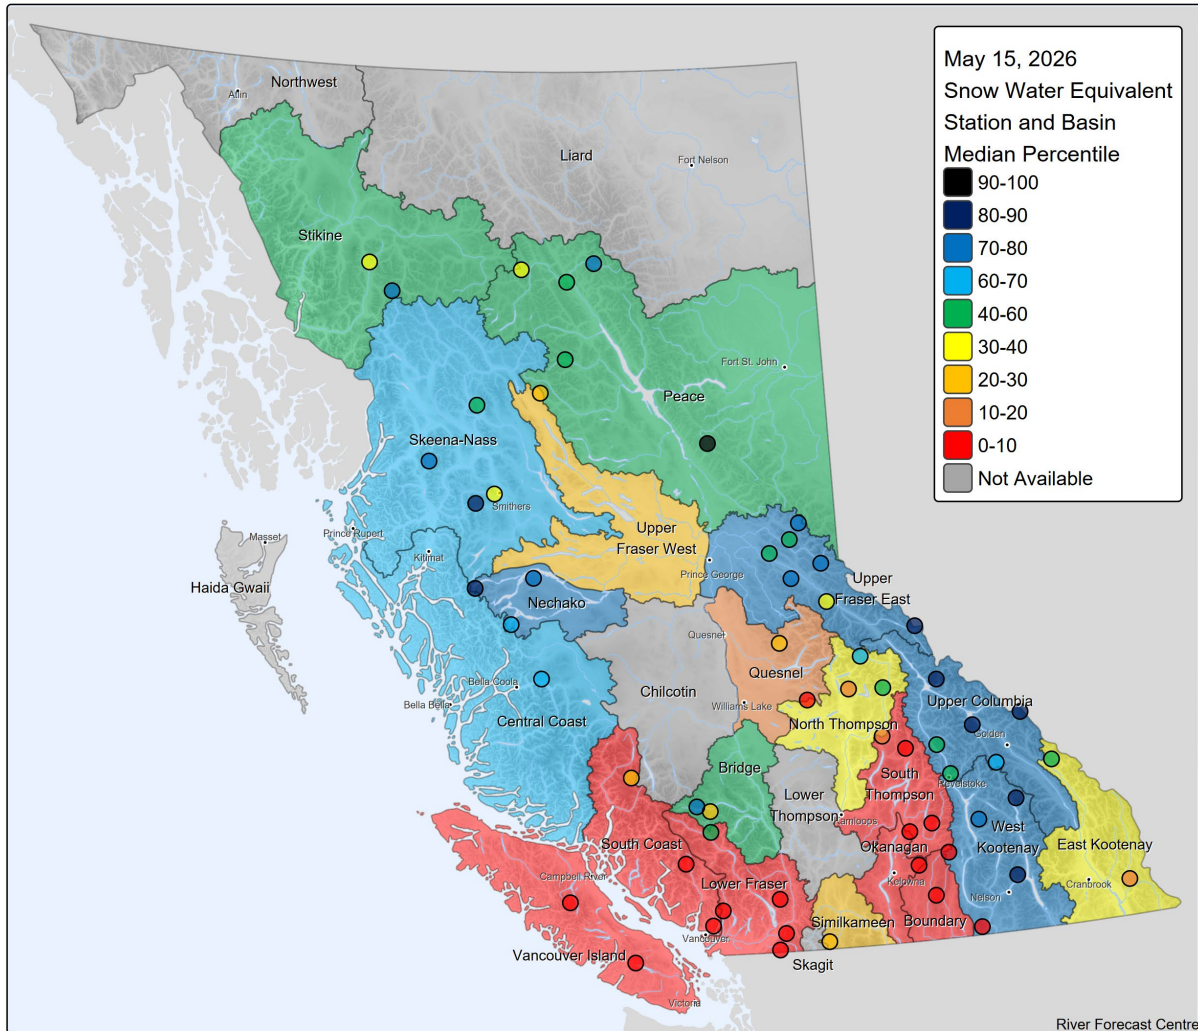 May 15, 2026
Snow Water Equivalent
Station and Basin
Median Percentile
90-100
80-90
70-80
60-70
40-60
30-40
20-30
10-20
0-10
Not Available
Northwest
Atlin
Liard
Fort Nelson
Stikine
Fort St. John
Peace
Skeena-Nass
Smithers
Upper
Fraser West
Prince Rupert
Masset
Kitimat
Haida Gwaii
Prince George
Upper
Fraser East
Nechako
Quesnel
Quesnel
Bella Coola
Chilcotin
Bella Bella
Williams Lake
Upper Columbia
Central Coast
North Thompson
Golden
Bridge
South
Thompson
Revelstoke
Lower
Thompson
Kamloops
West
Kootenay
South Coast
Okanagan
East Kootenay
Campbell River
Lower Fraser
Kelowna
Cranbrook
Nelson
Similkameen
Boundary
Vancouver
Vancouver Island
Skagit
Victoria
River Forecast Centre